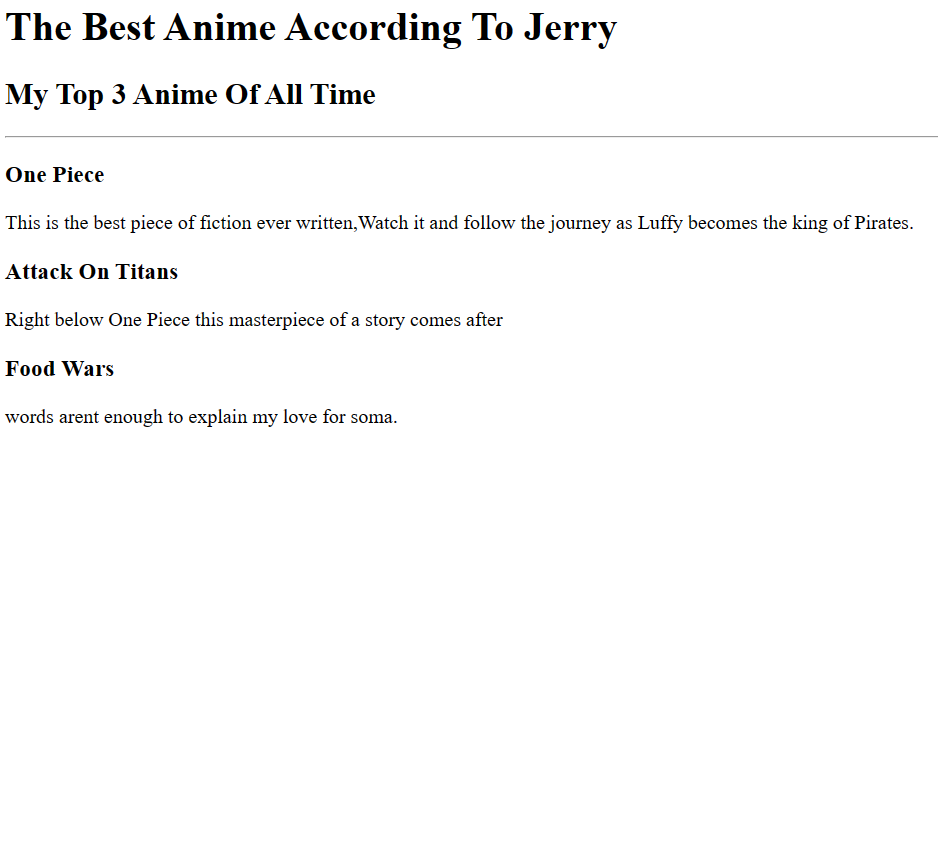 The Best Anime According To Jerry
My Top 3 Anime Of All Time
One Piece
This is the best piece of fiction ever written,Watch it and follow the journey as Luffy becomes the king of Pirates.
Attack On Titans
Right below One Piece this masterpiece of a story comes after
Food Wars
words arent enough to explain my love for soma.